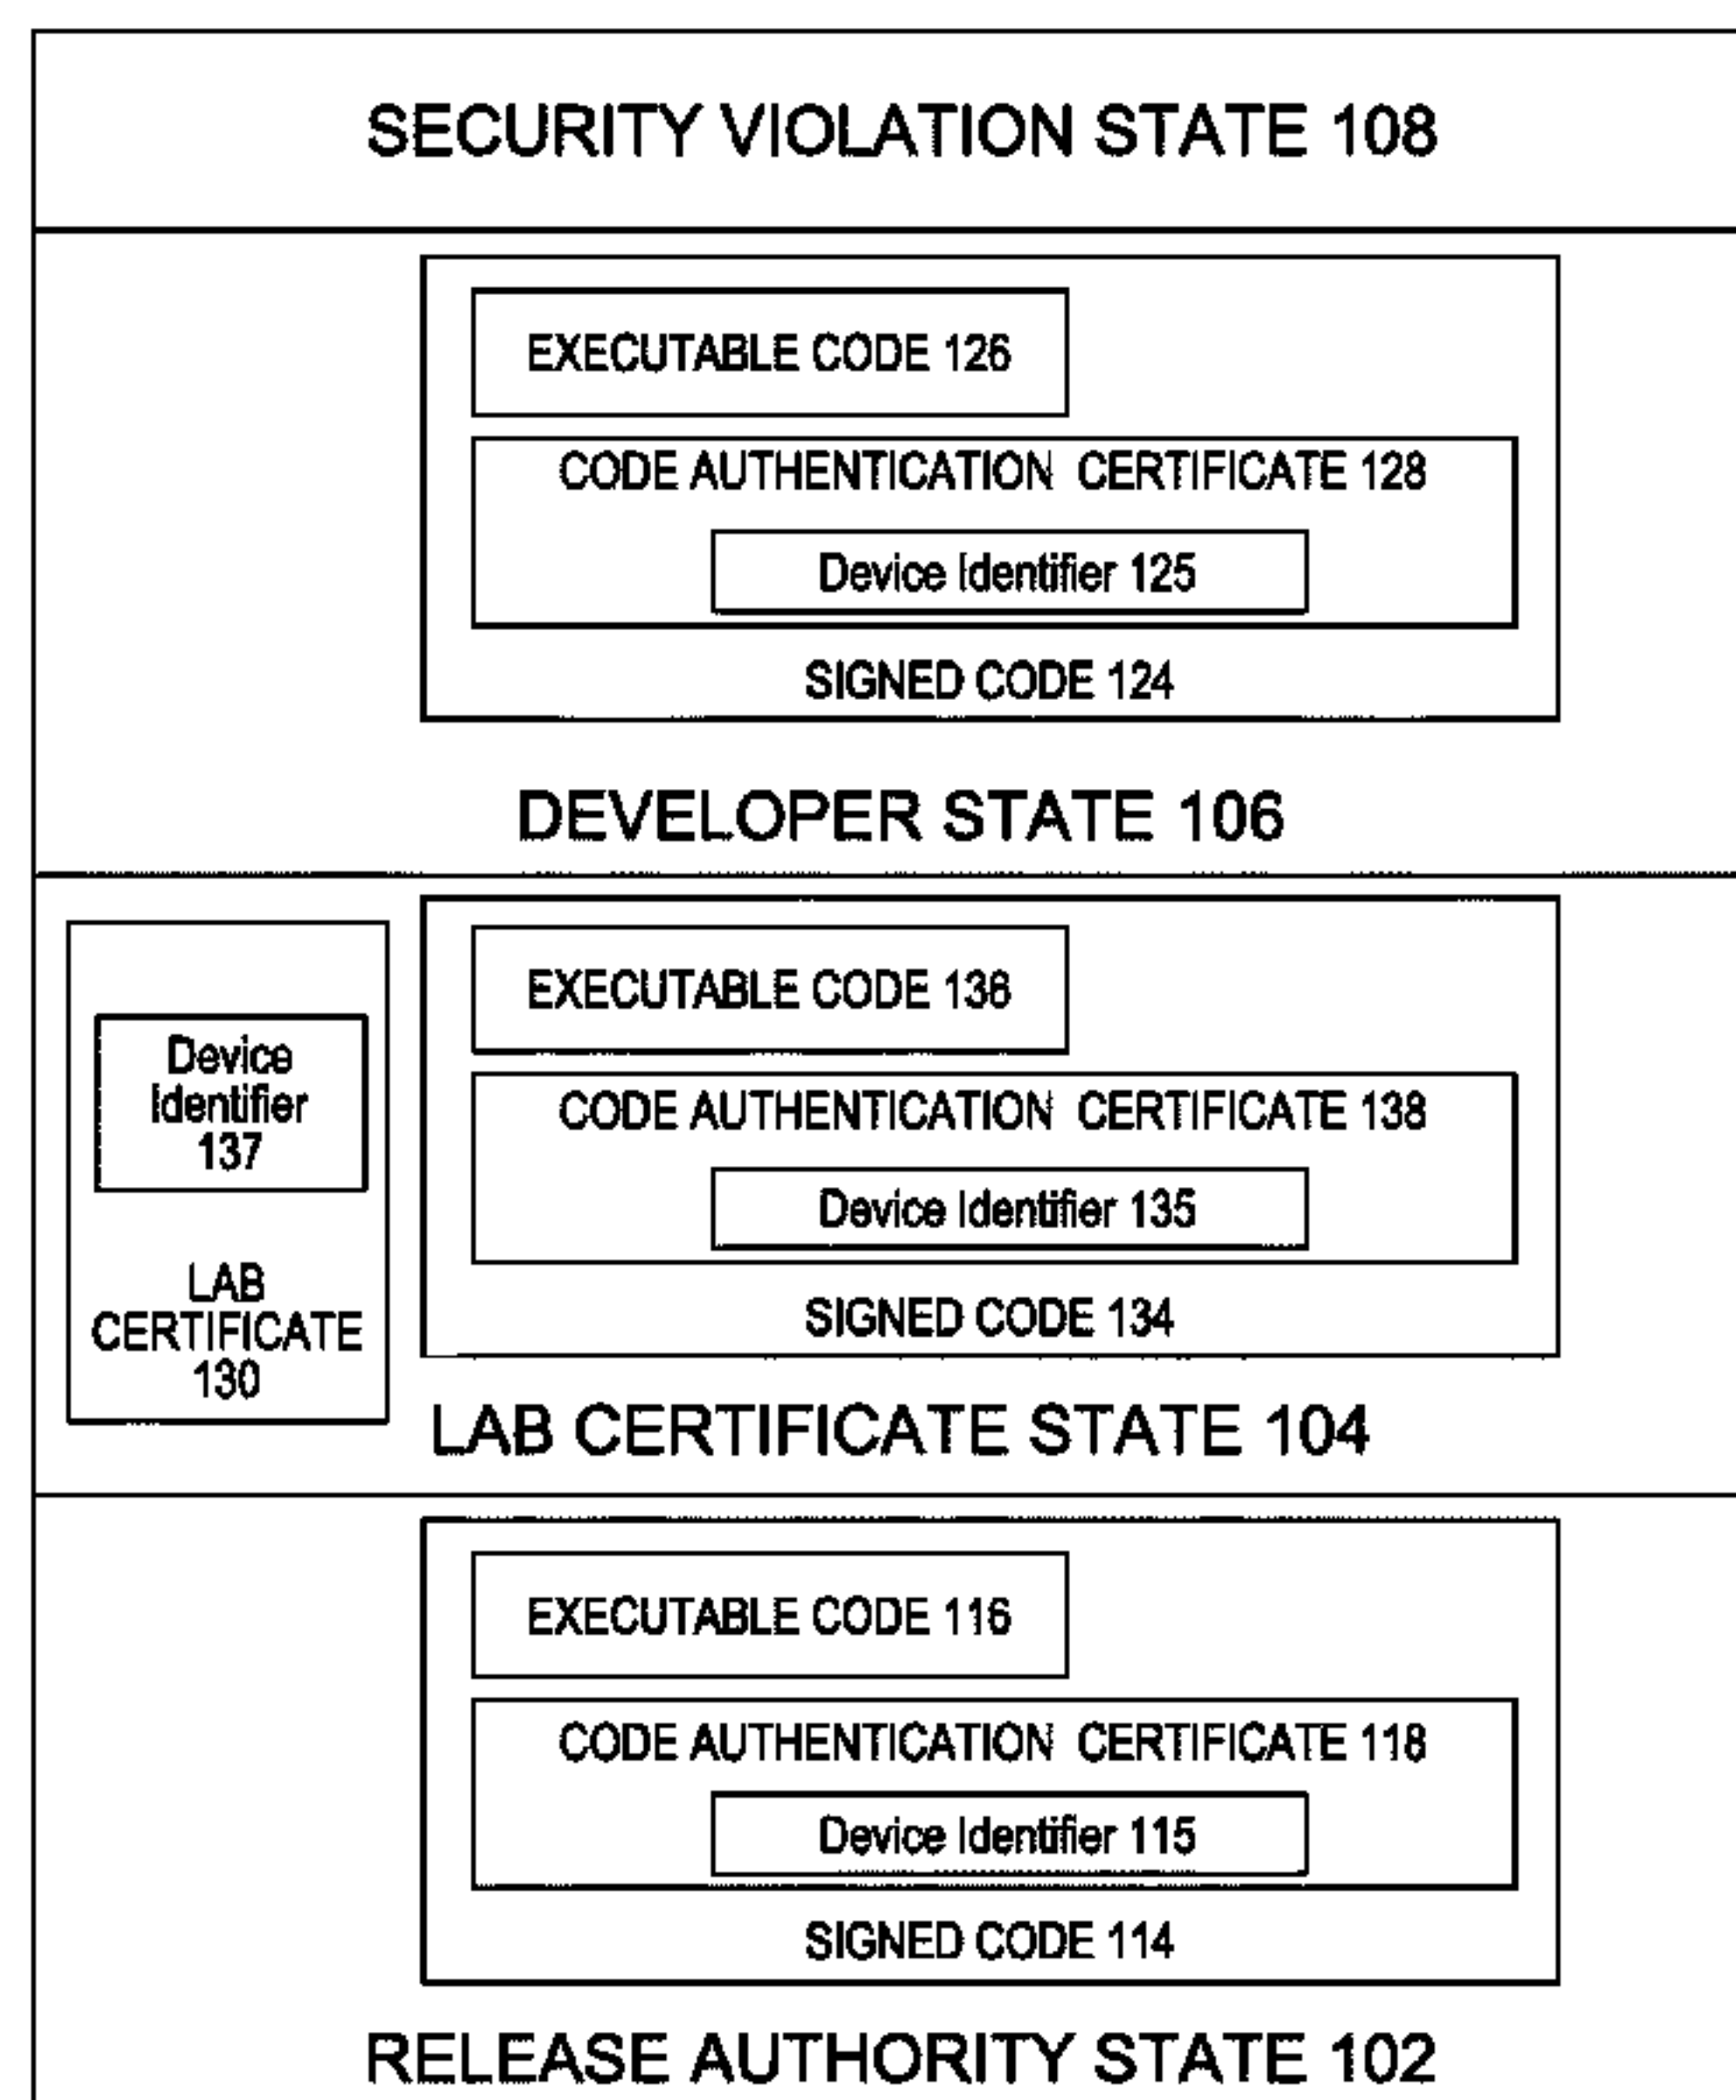 SECURITY VIOLATION STATE 108
EXECUTABLE CODE 126
CODE AUTHENTICATION CERTIFICATE 128
Device Identifier 125
SIGNED CODE 124
DEVELOPER STATE 106
Device
Identifier
137
LAB
CERTIFICATE
130
EXECUTABLE CODE 136
CODE AUTHENTICATION CERTIFICATE 138
Device Identifier 135
SIGNED CODE 134
LAB CERTIFICATE STATE 104
EXECUTABLE CODE 116
CODE AUTHENTICATION CERTIFICATE 118
Device Identifier 115
SIGNED CODE 114
RELEASE AUTHORITY STATE 102